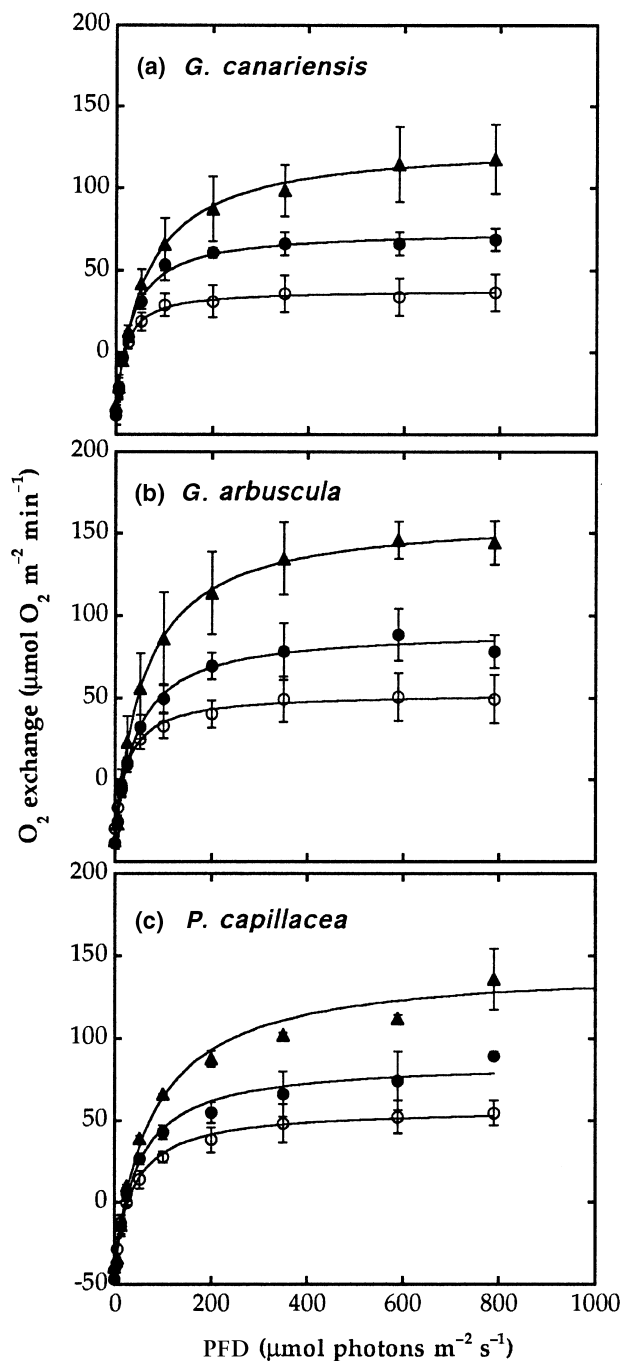 200
(a) G. canariensis
150
100
50
0
200
(b) G. arbuscula
150
100
50
0
O₂ exchange (μmol O₂ m⁻² min⁻¹)
200
(c) P. capillacea
150
100
50
0
-50
0 200 400 600 800 1000
PFD (μmol photons m⁻² s⁻¹)